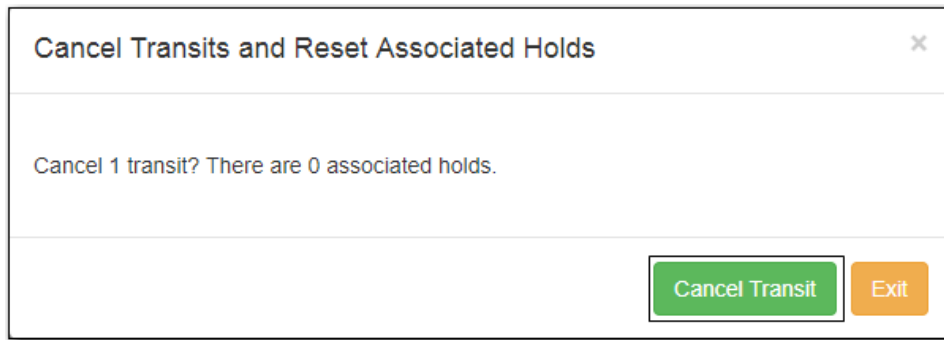 Cancel Transits and Reset Associated Holds ×
Cancel 1 transit? There are 0 associated holds.
Cancel Transit Exit